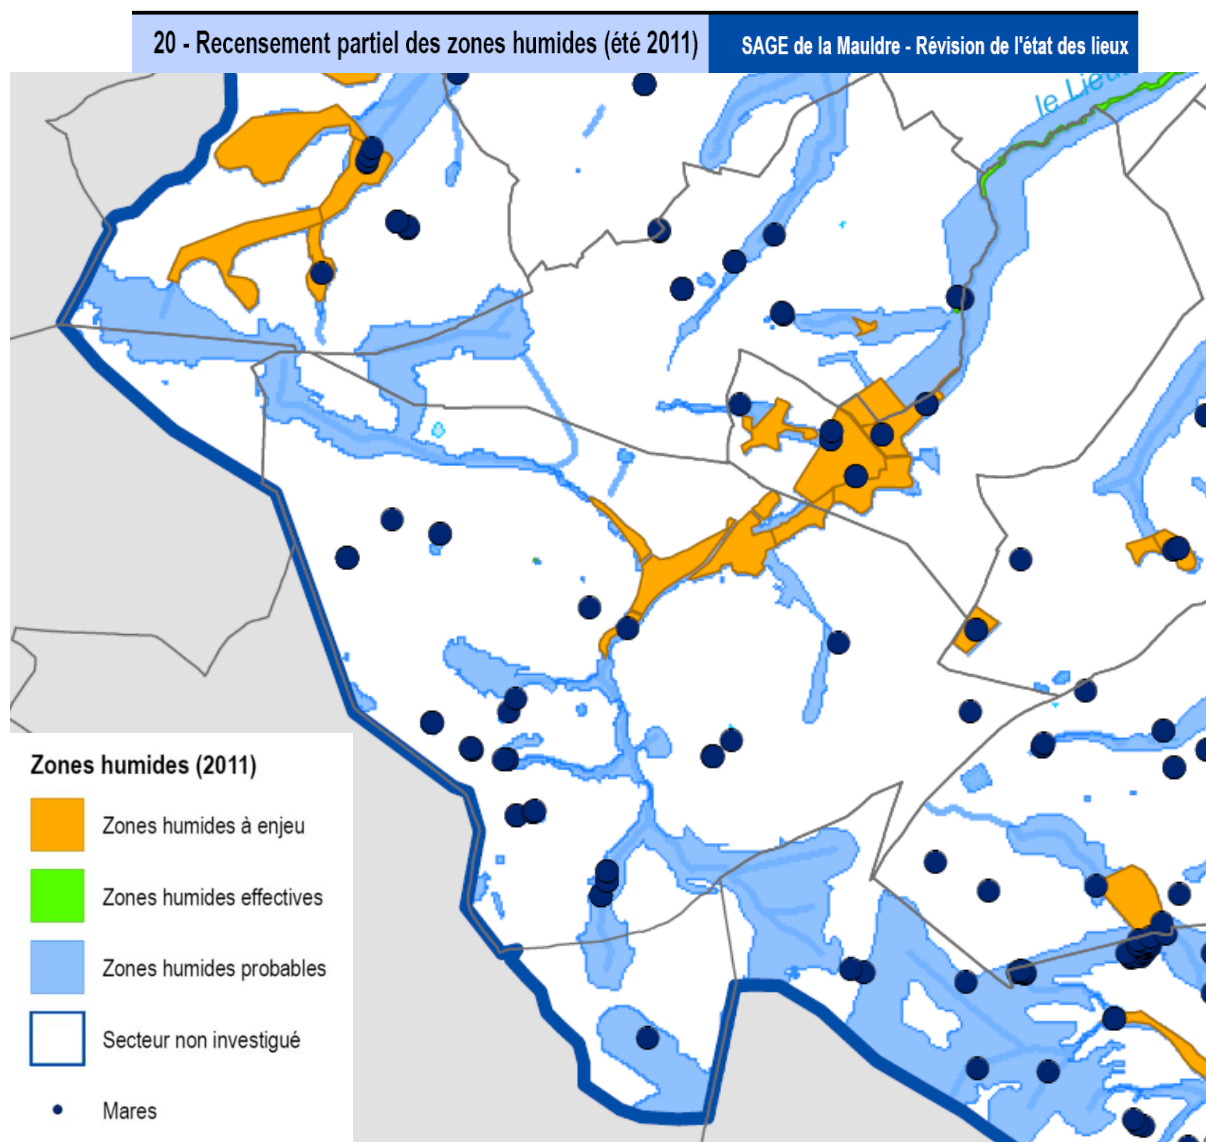 20 - Recensement partiel des zones humides (été 2011)
SAGE de la Mauldre - Révision de l'état des lieux
le
Zones humides (2011)
Zones humides à enjeu
Zones humides effectives
Zones humides probables
Secteur non investigué
Mares